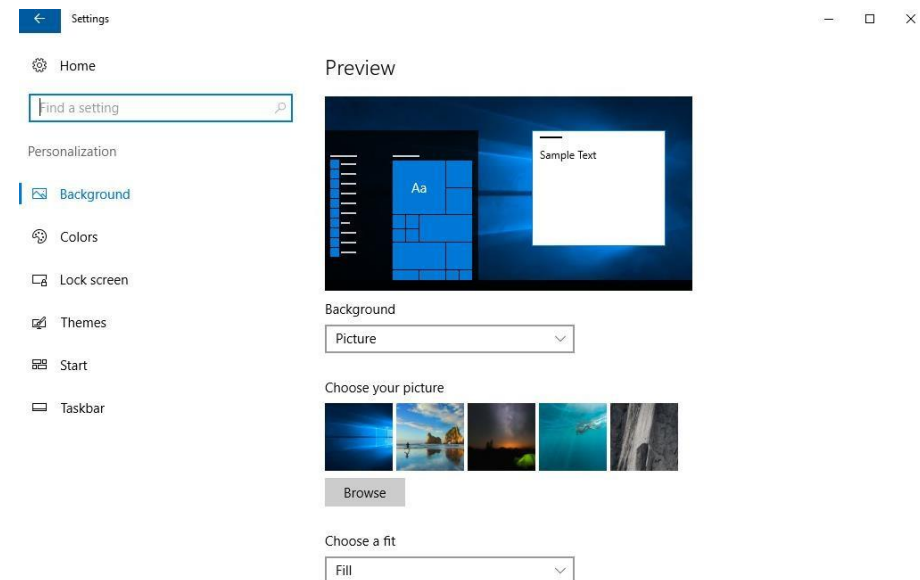 Settings
Home
Find a setting
Personalization
Background
Colors
Lock screen
Themes
Start
Taskbar
Preview
Aa
Sample Text
Background
Picture
Choose your picture
Browse
Choose a fit
Fill